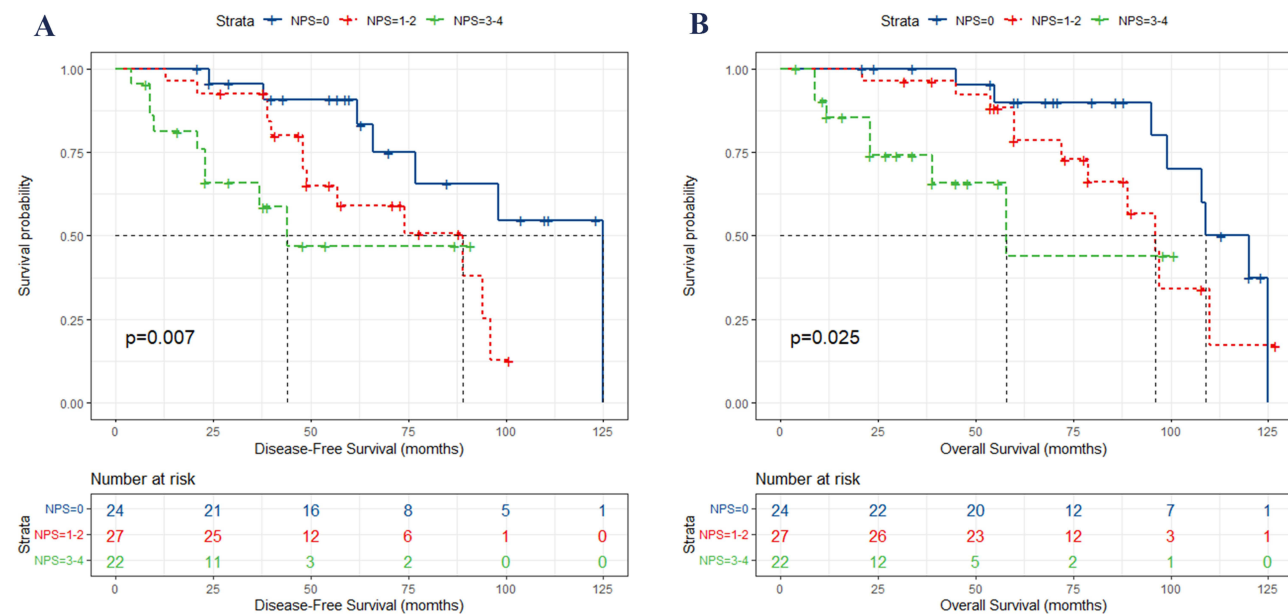 A
Strata NPS=0 NPS=1-2 NPS=3-4
Survival probability
1.00
0.75
0.50
0.25
0.00
p=0.007
0 25 50 75 100 125
Disease-Free Survival (momths)
Number at risk
Strata
NPS=0 24 21 16 8 5 1
NPS=1-2 27 25 12 6 1 0
NPS=3-4 22 11 3 2 0 0
0 25 50 75 100 125
Disease-Free Survival (momths)
B
Strata NPS=0 NPS=1-2 NPS=3-4
Survival probability
1.00
0.75
0.50
0.25
0.00
p=0.025
0 25 50 75 100 125
Overall Survival (momths)
Number at risk
Strata
NPS=0 24 22 20 12 7 1
NPS=1-2 27 26 23 12 3 1
NPS=3-4 22 12 5 2 1 0
0 25 50 75 100 125
Overall Survival (momths)